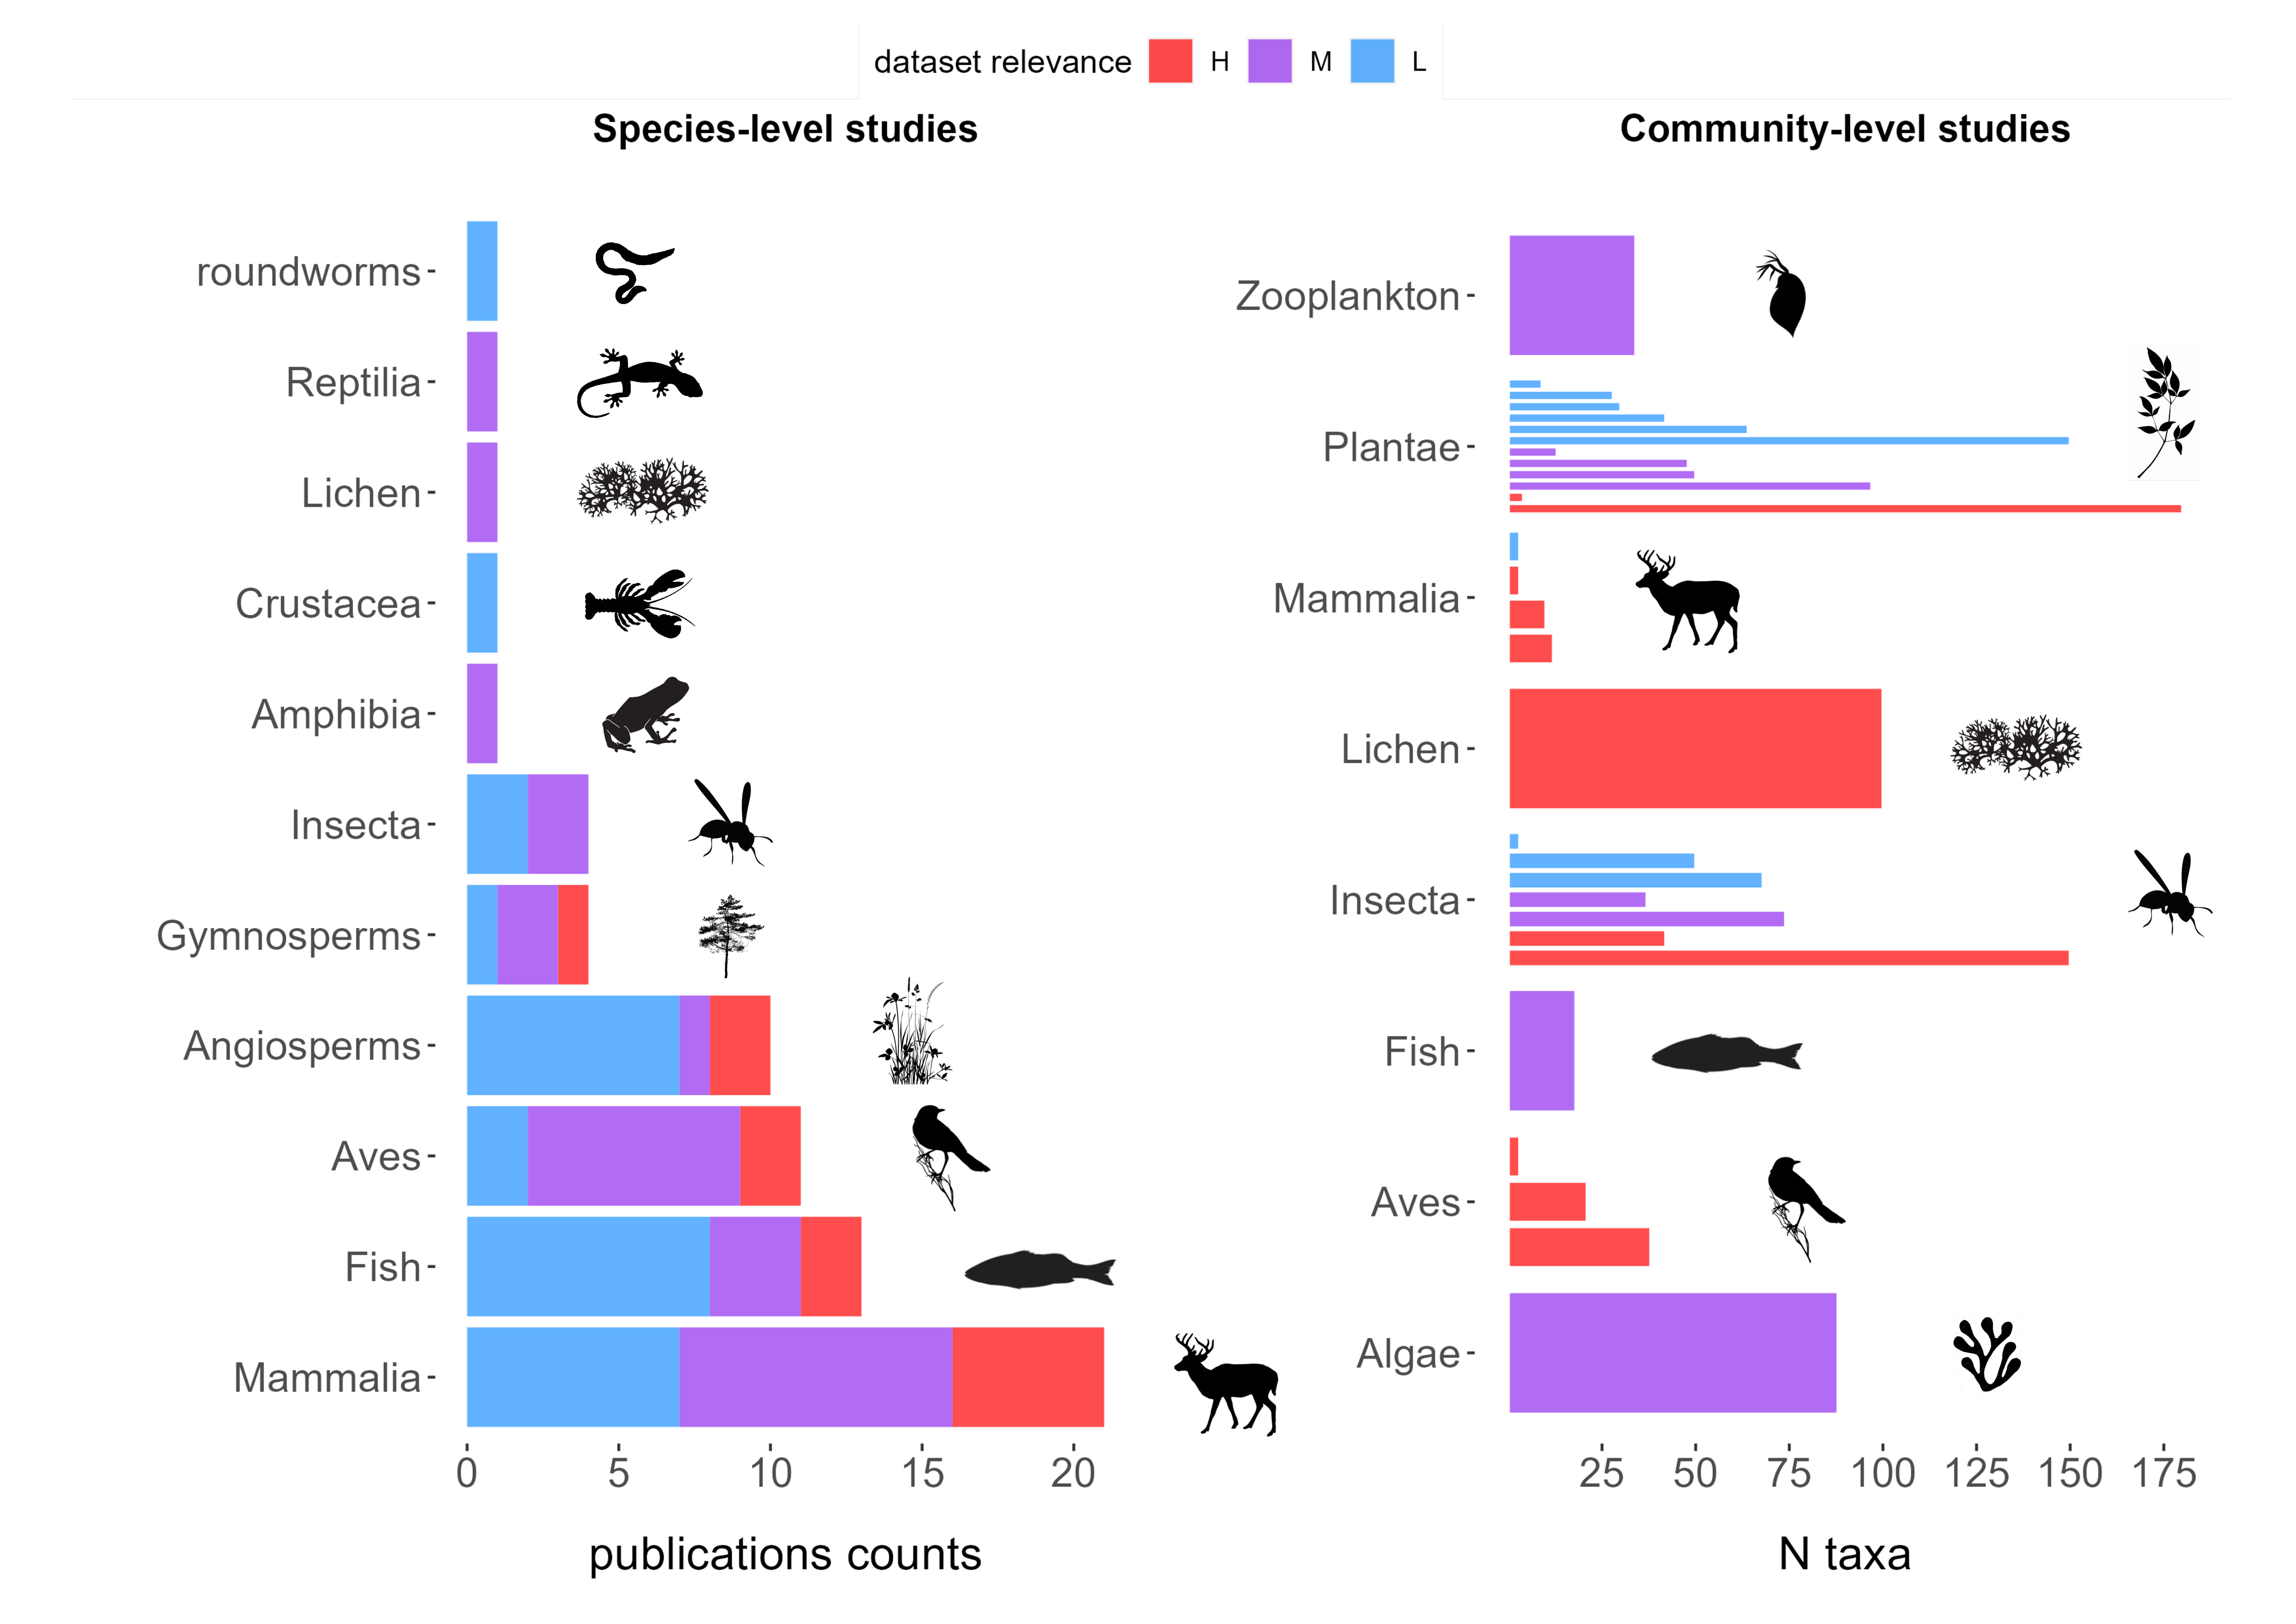 dataset relevance H M L
Species-level studies
roundworms
Reptilia
Lichen
Crustacea
Amphibia
Insecta
Gymnosperms
Angiosperms
Aves
Fish
Mammalia
0 5 10 15 20
publications counts
Community-level studies
Zooplankton
Plantae
Mammalia
Lichen
Insecta
Fish
Aves
Algae
25 50 75 100 125 150 175
N taxa